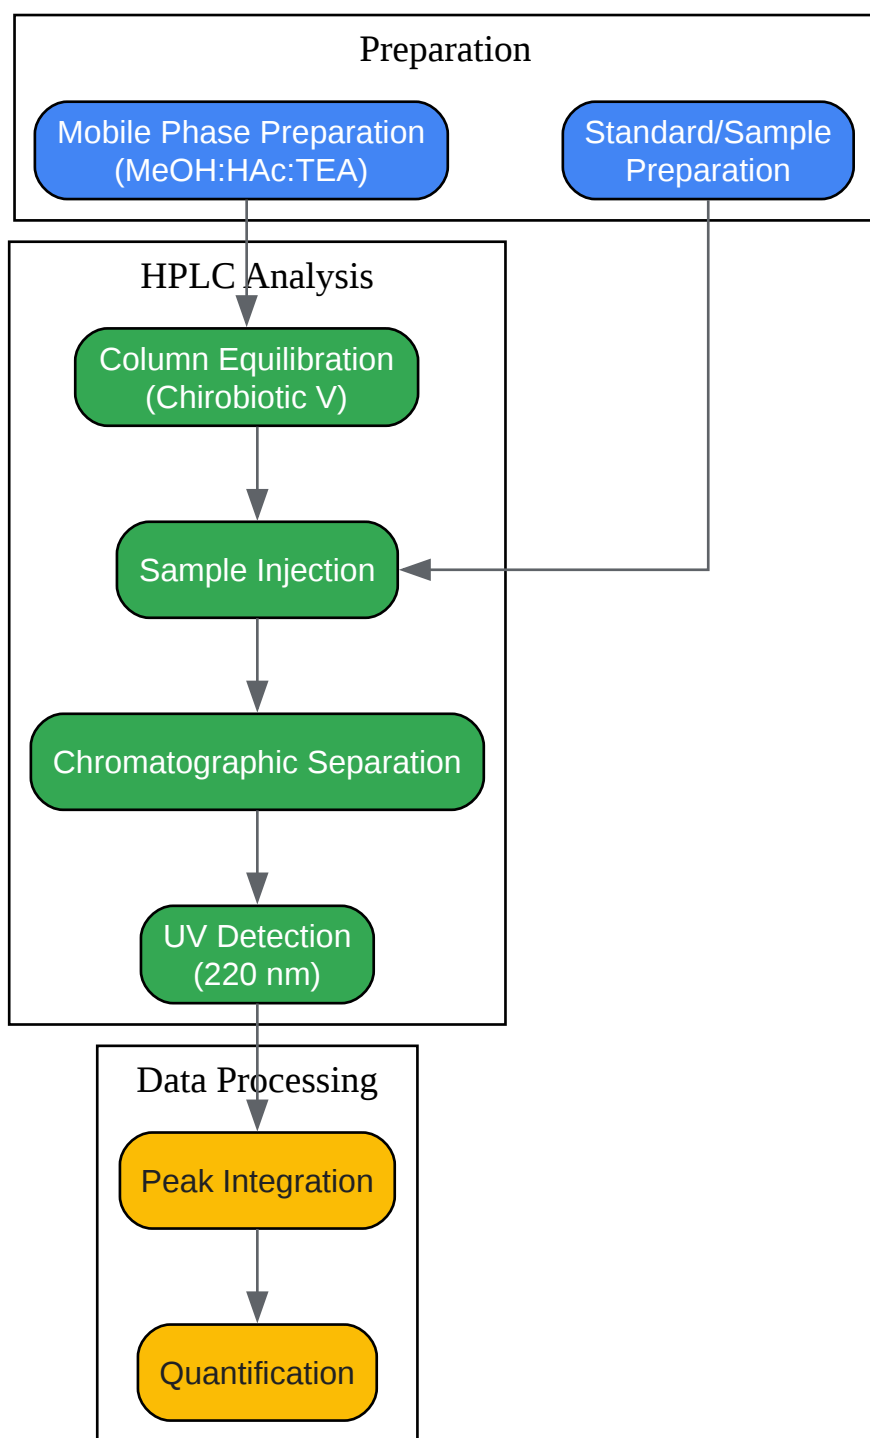 Preparation
Mobile Phase Preparation
(MeOH:HAc:TEA)
Standard/Sample
Preparation
HPLC Analysis
Column Equilibration
(Chirobiotic V)
Sample Injection
Chromatographic Separation
UV Detection
(220 nm)
Data Processing
Peak Integration
Quantification